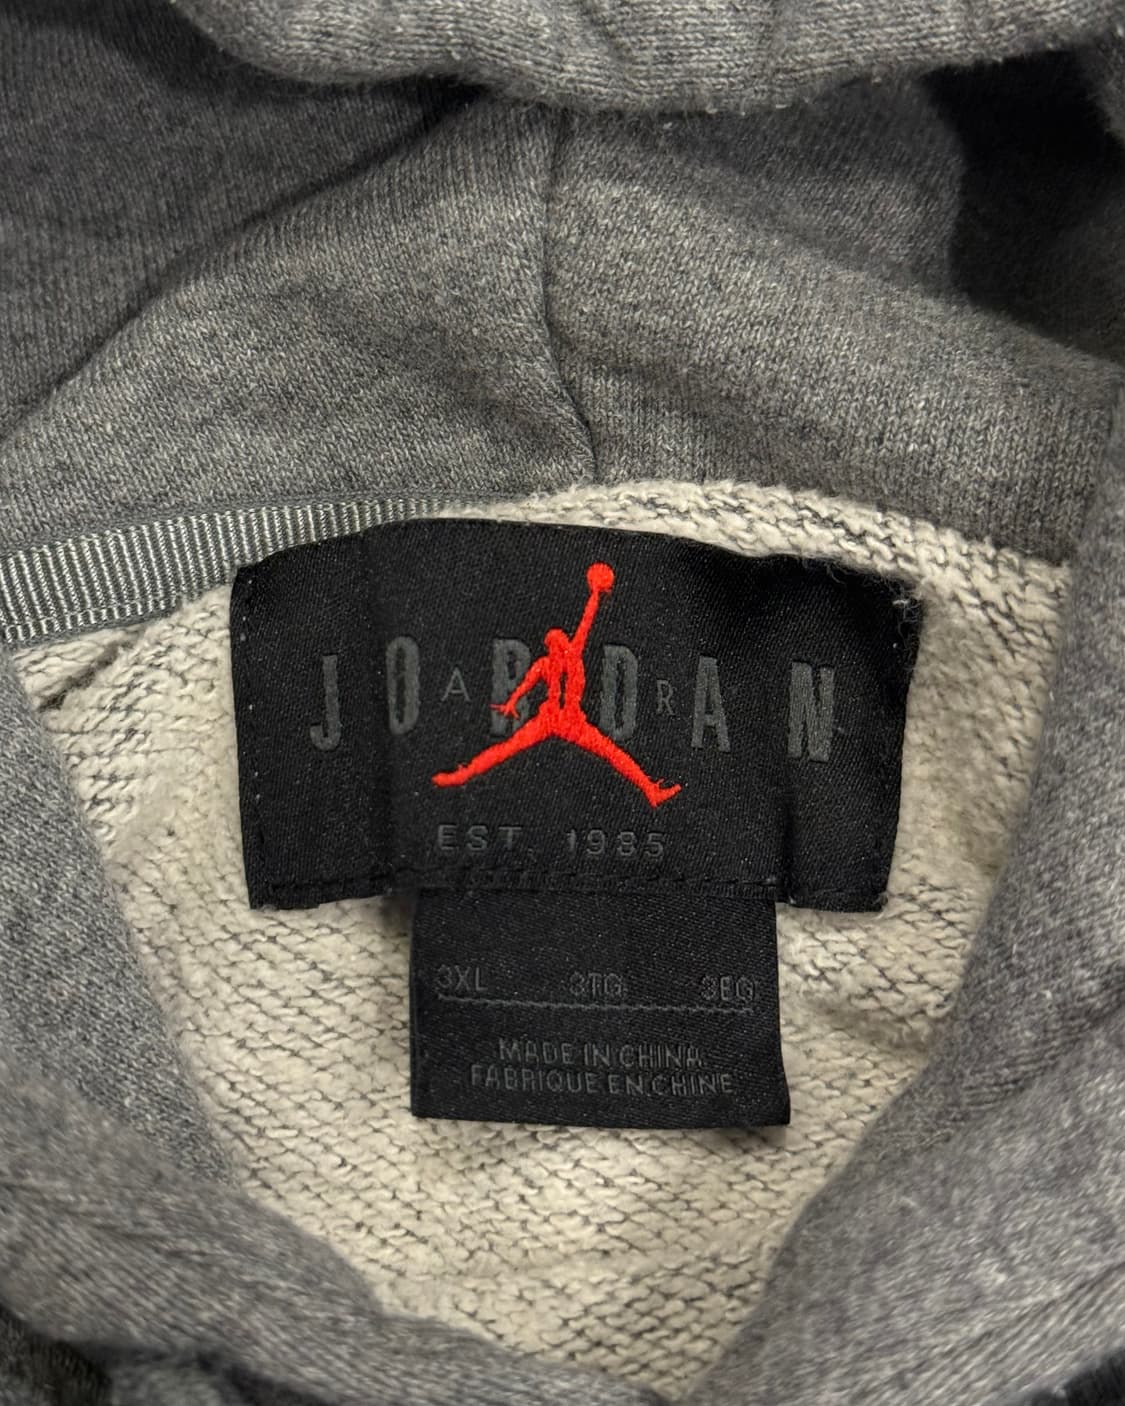 JORDAN
AIR
EST. 1985
3XL 3TG 3EG
MADE IN CHINA
FABRIQUE EN CHINE